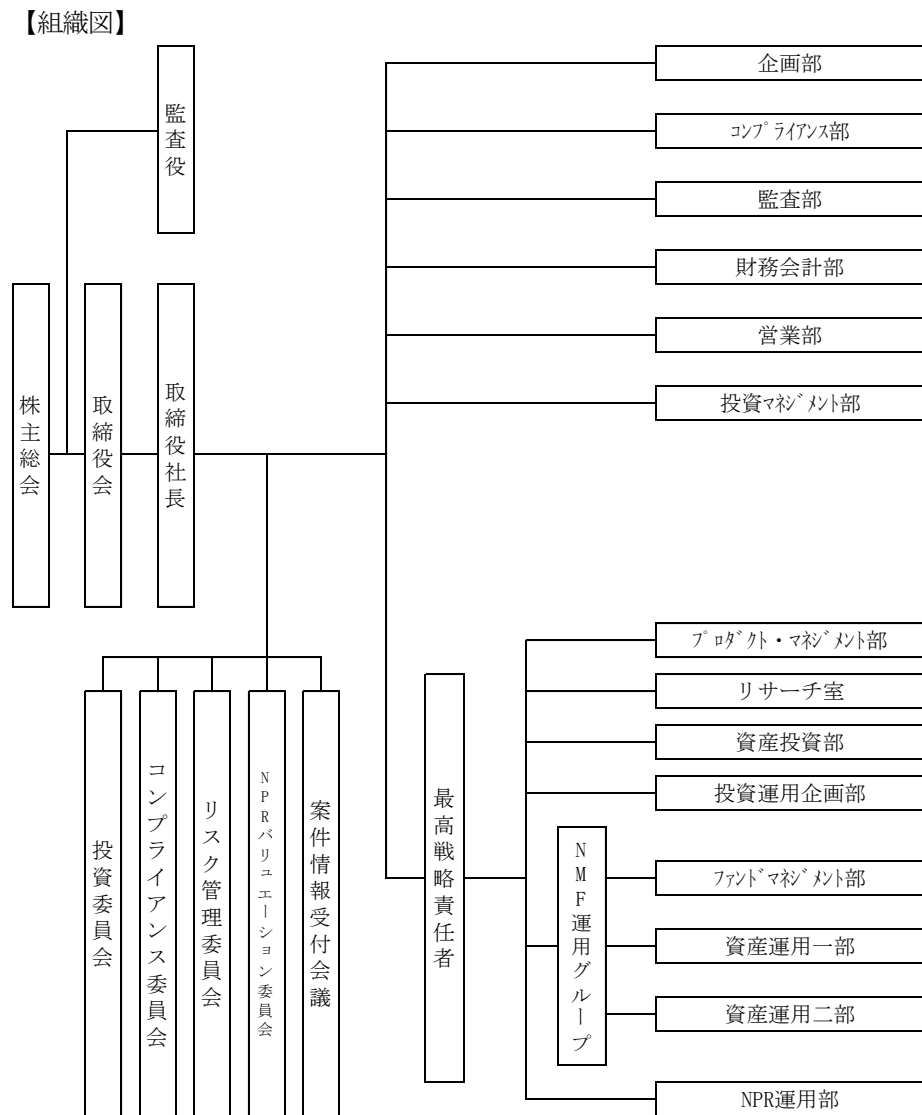 【組織図】
企画部
監査役
コンプライアンス部
監査部
財務会計部
営業部
投資マネジメント部
株主総会
取締役会
取締役社長
プロダクト・マネジメント部
リサーチ室
資産投資部
投資運用企画部
最高戦略責任者
NMF運用グループ
ファンドマネジメント部
資産運用一部
資産運用二部
NPR運用部
投資委員会
コンプライアンス委員会
リスク管理委員会
NPRバリュエーション委員会
案件情報受付会議